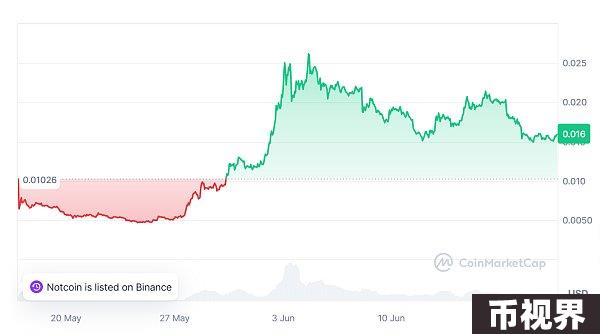 0.025
0.020
0.016
0.010
0.0050
0.01026
CoinMarketCap
Notcoin is listed on Binance
USD
20 May
27 May
3 Jun
10 Jun
币视界